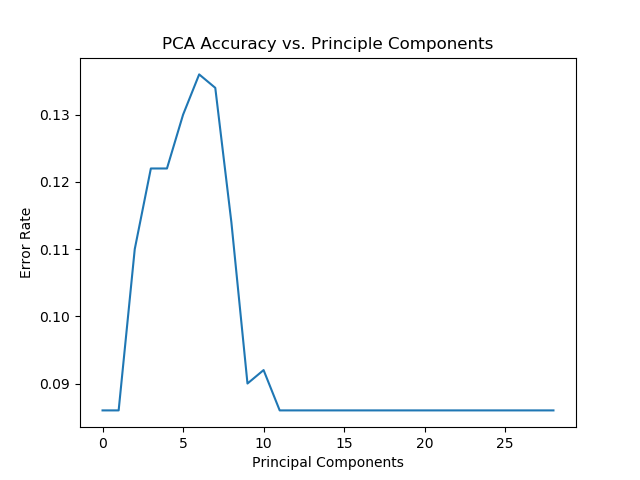 PCA Accuracy vs. Principle Components
Error Rate
0.13
0.12
0.11
0.10
0.09
0 5 10 15 20 25
Principal Components